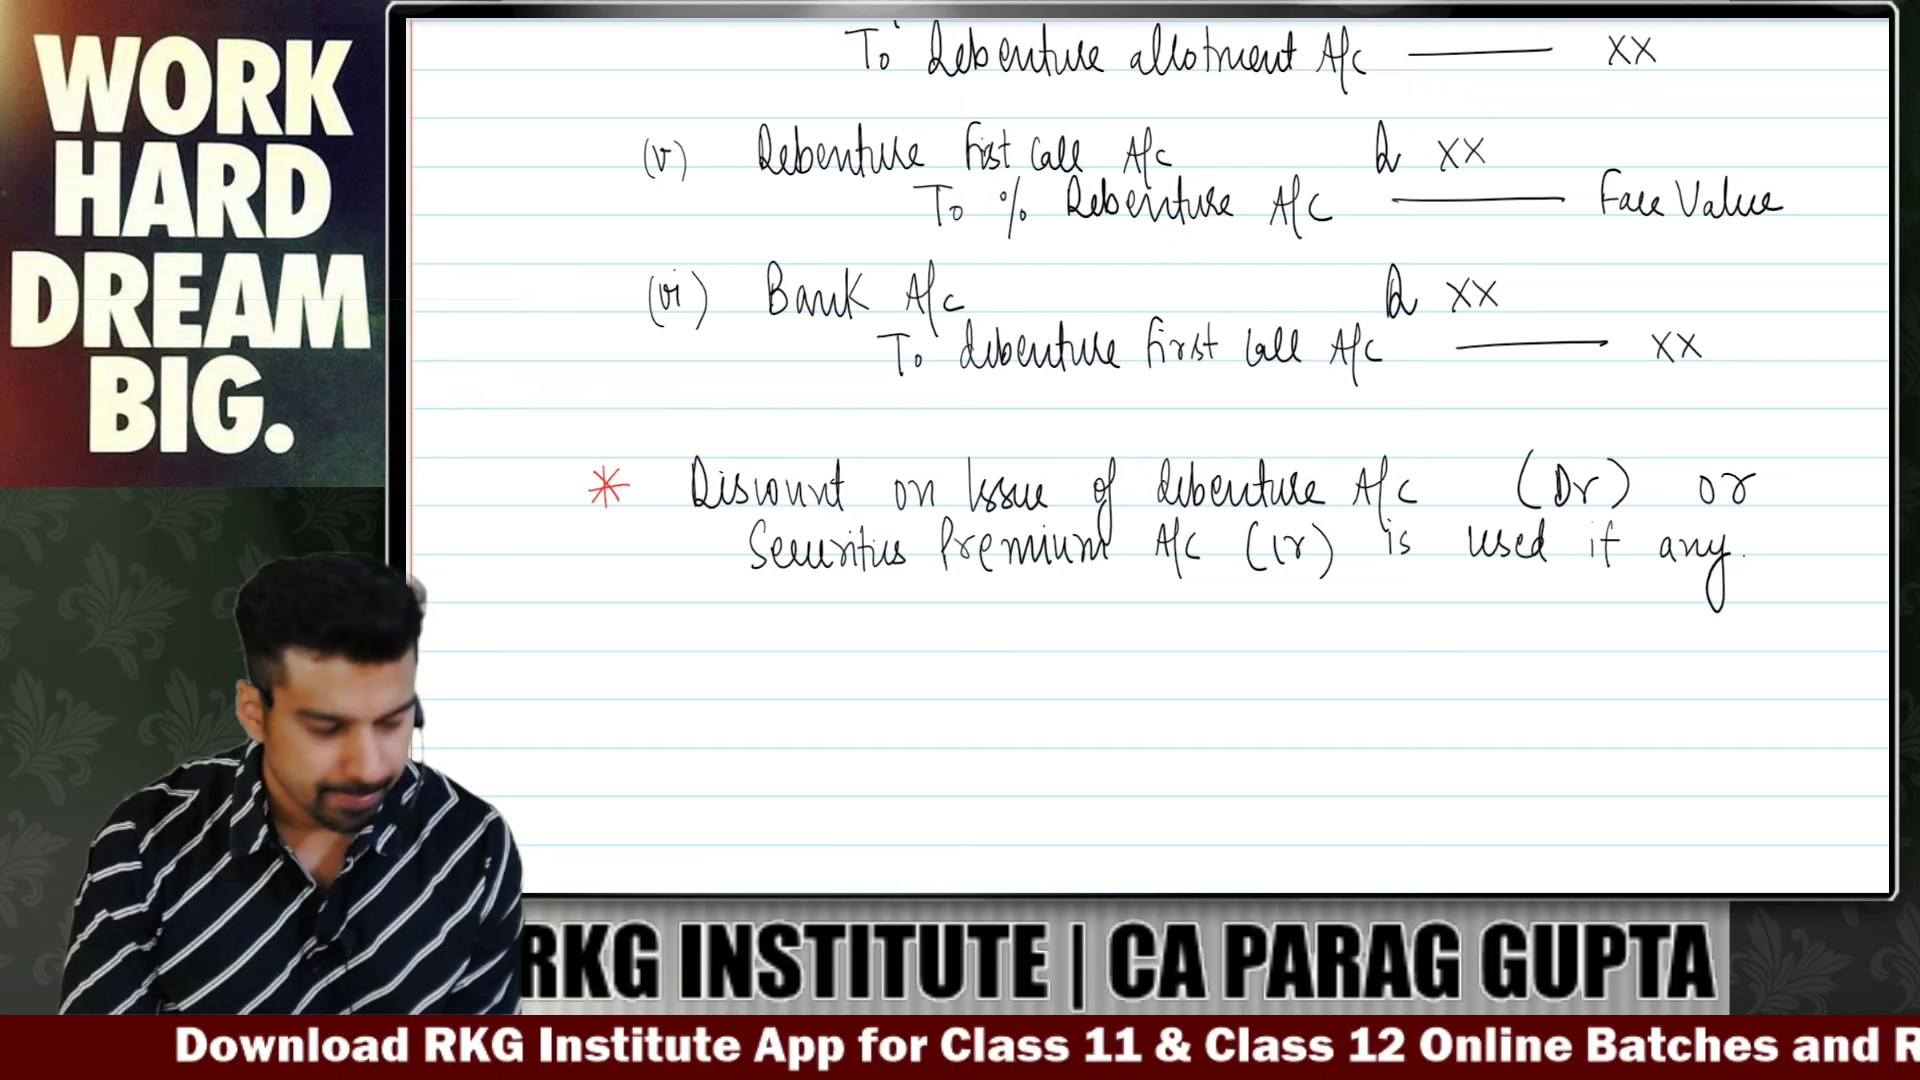 WORK
HARD
DREAM
BIG.
To Debenture allotment A/c XX
(v) Debenture first Call A/c Dr XX
To % Debenture A/c Face Value
(vi) Bank A/c Dr XX
To debenture first Call A/c XX
* Discount on Issue of debenture A/c (Dr) or
Securities Premium A/c (Cr) is used if any.
RKG INSTITUTE | CA PARAG GUPTA
Download RKG Institute App for Class 11 & Class 12 Online Batches and R